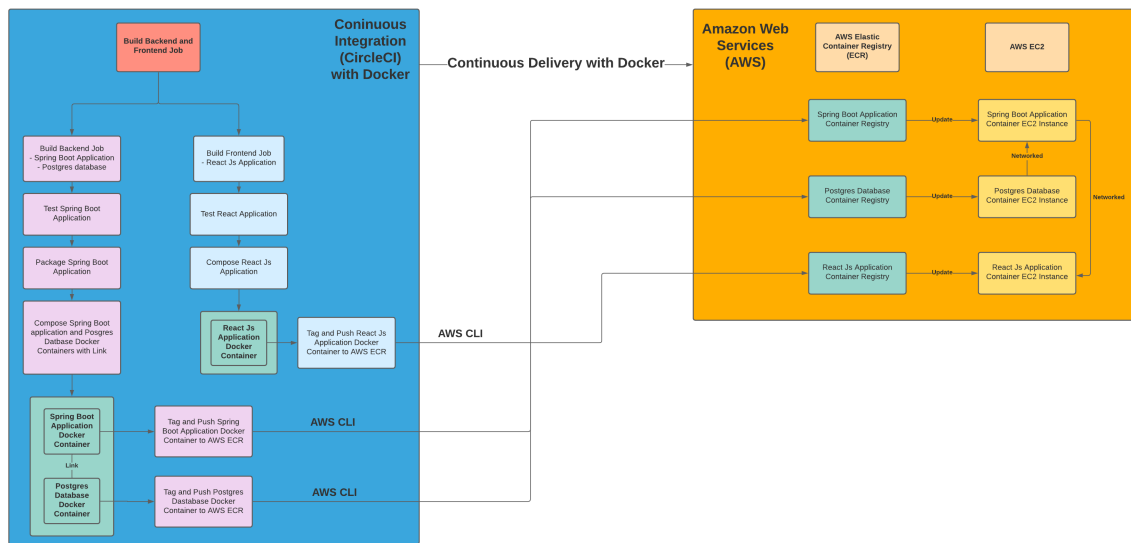 Build Backend and
Frontend Job
Coninuous
Integration
(CircleCI)
with Docker
Continuous Delivery with Docker
Amazon Web
Services
(AWS)
AWS Elastic
Container Registry
(ECR)
AWS EC2
Build Backend Job
- Spring Boot Application
- Postgres database
Build Frontend Job
- React Js Application
Test Spring Boot
Application
Test React Application
Package Spring Boot
Application
Compose React Js
Application
Compose Spring Boot
application and Posgres
Datbase Docker
Containers with Link
React Js
Application
Docker
Container
Tag and Push React Js
Application Docker
Container to AWS ECR
AWS CLI
Spring Boot
Application
Docker
Container
Link
Postgres
Database
Docker
Container
Tag and Push Spring
Boot Application Docker
Container to AWS ECR
AWS CLI
Tag and Push Postgres
Dastabase Docker
Container to AWS ECR
AWS CLI
Spring Boot Application
Container Registry
Update
Spring Boot Application
Container EC2 Instance
Networked
Postgres Database
Container Registry
Update
Postgres Database
Container EC2 Instance
Networked
React Js Application
Container Registry
Update
React Js Application
Container EC2 Instance